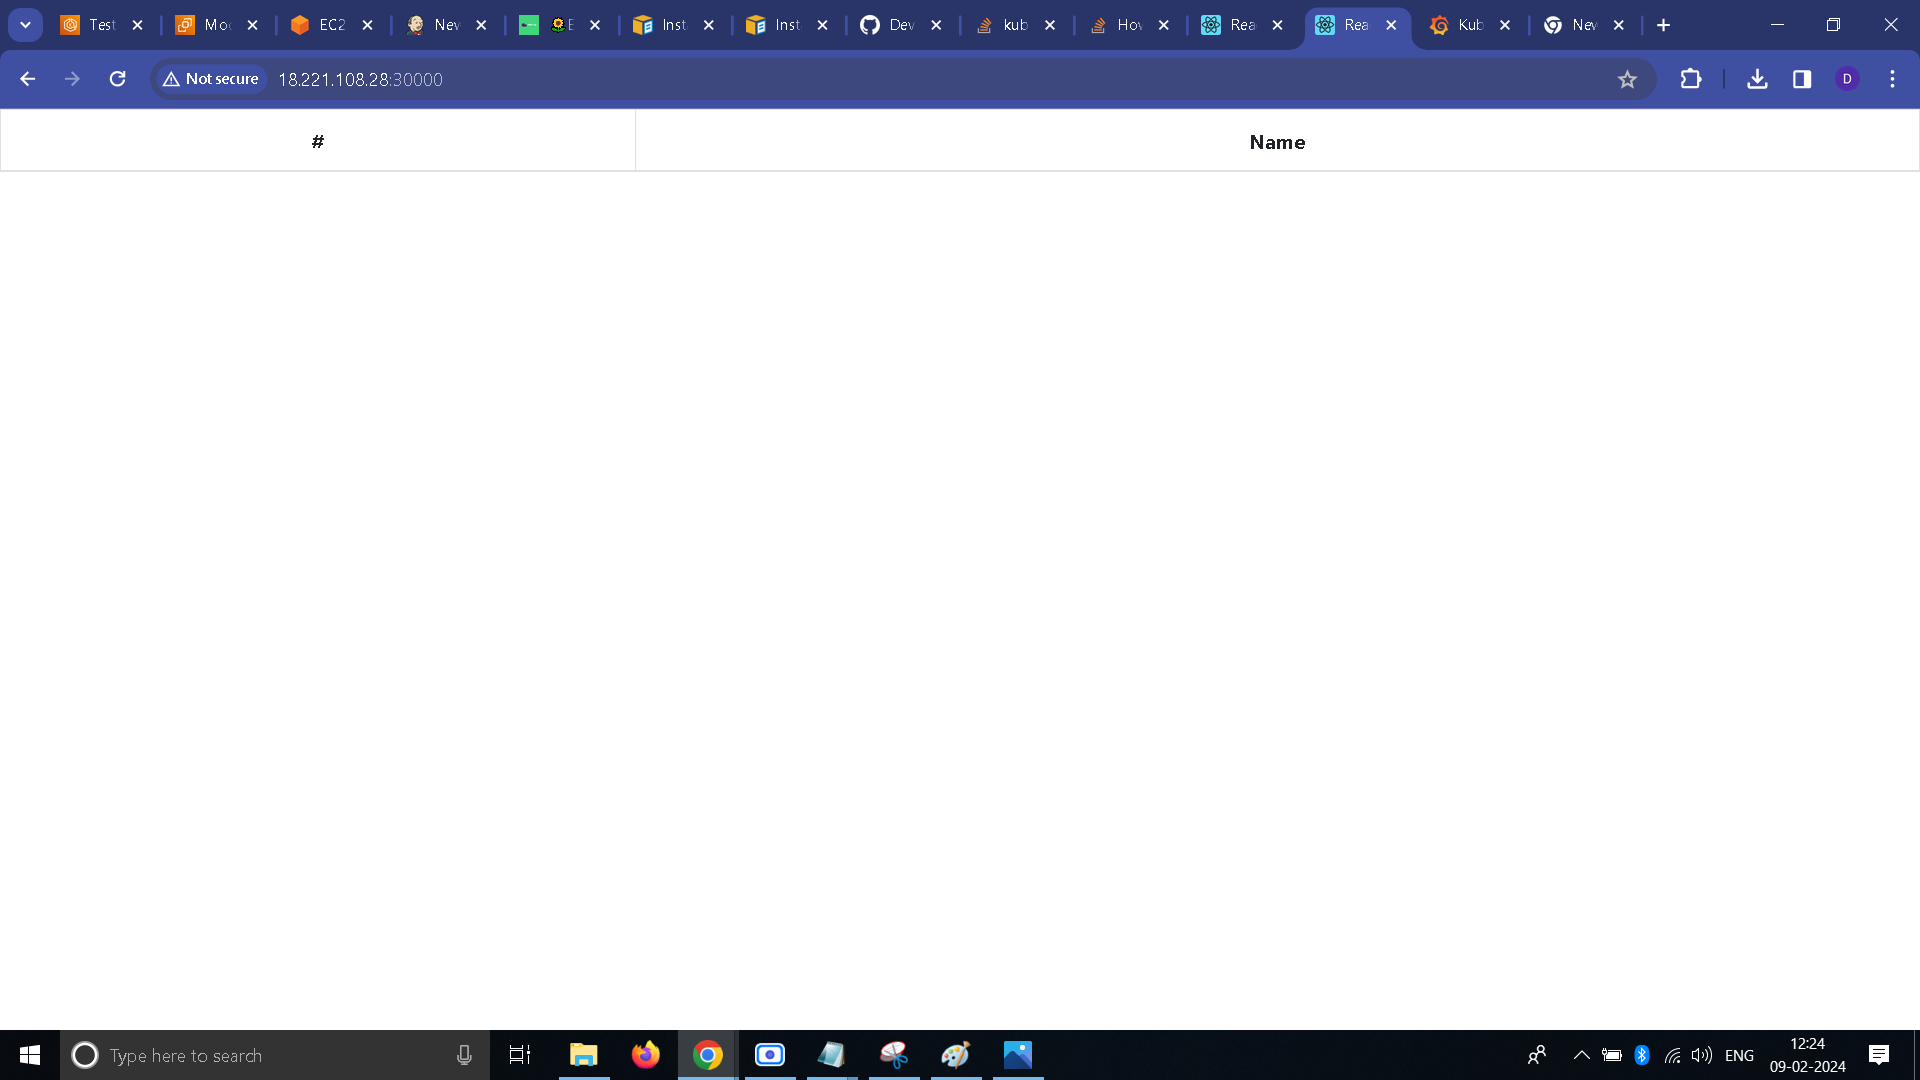 Test Moc EC2 Nev E Inst Inst Dev kub Hov Rea Rea Kub Nev
Not secure 18.221.108.28:30000 D
# Name
Type here to search ENG 12:24
09-02-2024